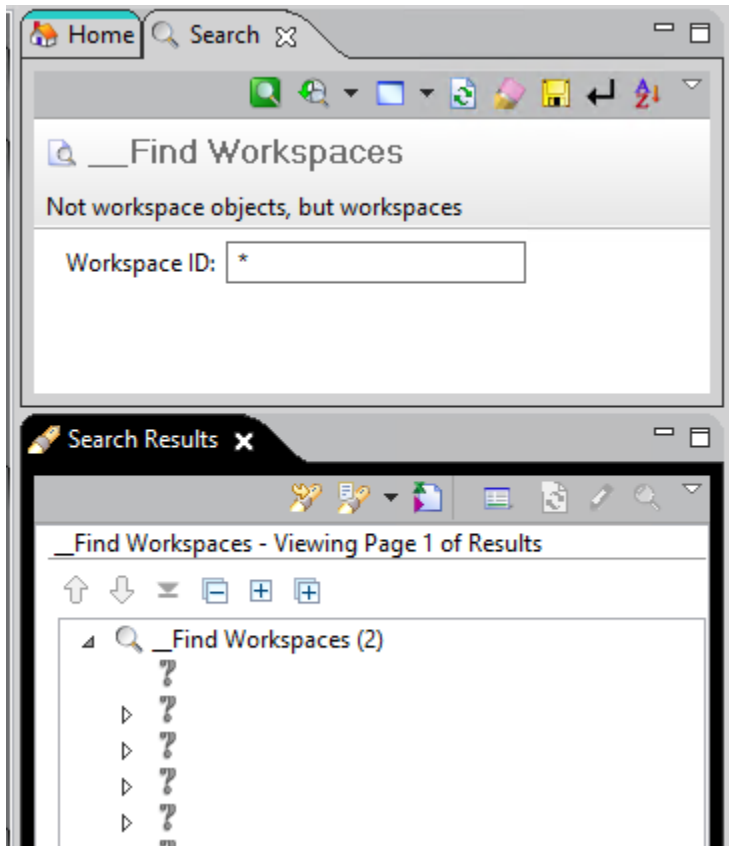 Home Search
__Find Workspaces
Not workspace objects, but workspaces
Workspace ID: *
Search Results
__Find Workspaces - Viewing Page 1 of Results
__Find Workspaces (2)